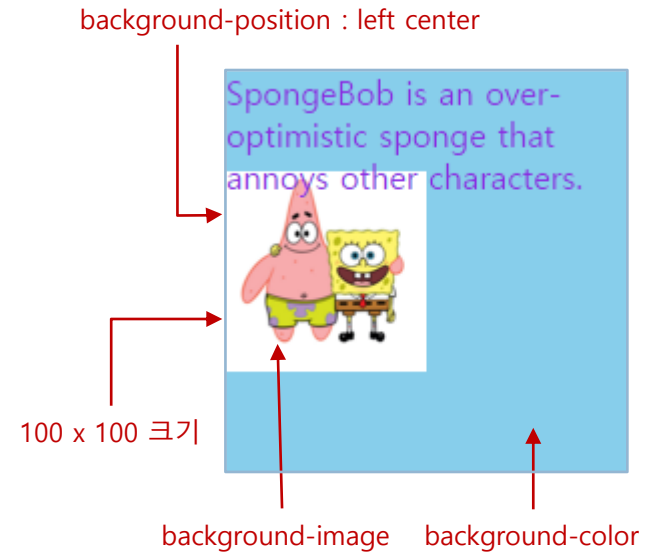 background-position : left center
SpongeBob is an over-
optimistic sponge that
annoys other characters.
100 x 100 크기
background-image
background-color